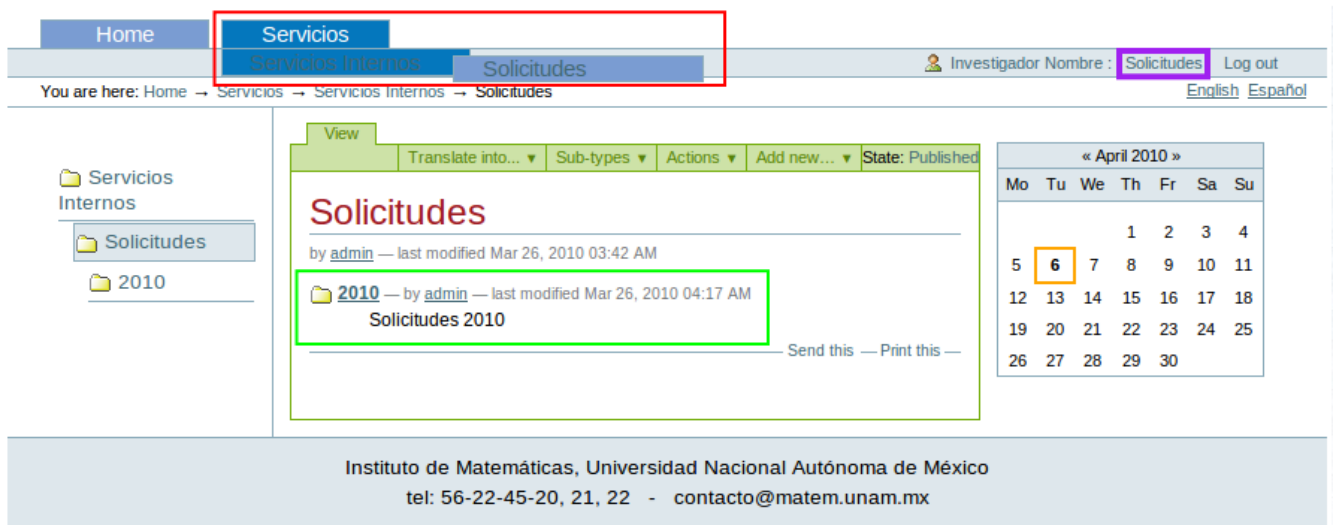 Home Servicios
Servicios Internos Solicitudes
Investigador Nombre : Solicitudes Log out
You are here: Home → Servicios → Servicios Internos → Solicitudes
English Español
Servicios
Internos
Solicitudes
2010
View
Translate into... ▼ Sub-types ▼ Actions ▼ Add new... ▼ State: Published
Solicitudes
by admin — last modified Mar 26, 2010 03:42 AM
2010 — by admin — last modified Mar 26, 2010 04:17 AM
Solicitudes 2010
Send this — Print this —
« April 2010 »
Mo Tu We Th Fr Sa Su
1 2 3 4
5 6 7 8 9 10 11
12 13 14 15 16 17 18
19 20 21 22 23 24 25
26 27 28 29 30
Instituto de Matemáticas, Universidad Nacional Autónoma de México
tel: 56-22-45-20, 21, 22 - contacto@matem.unam.mx